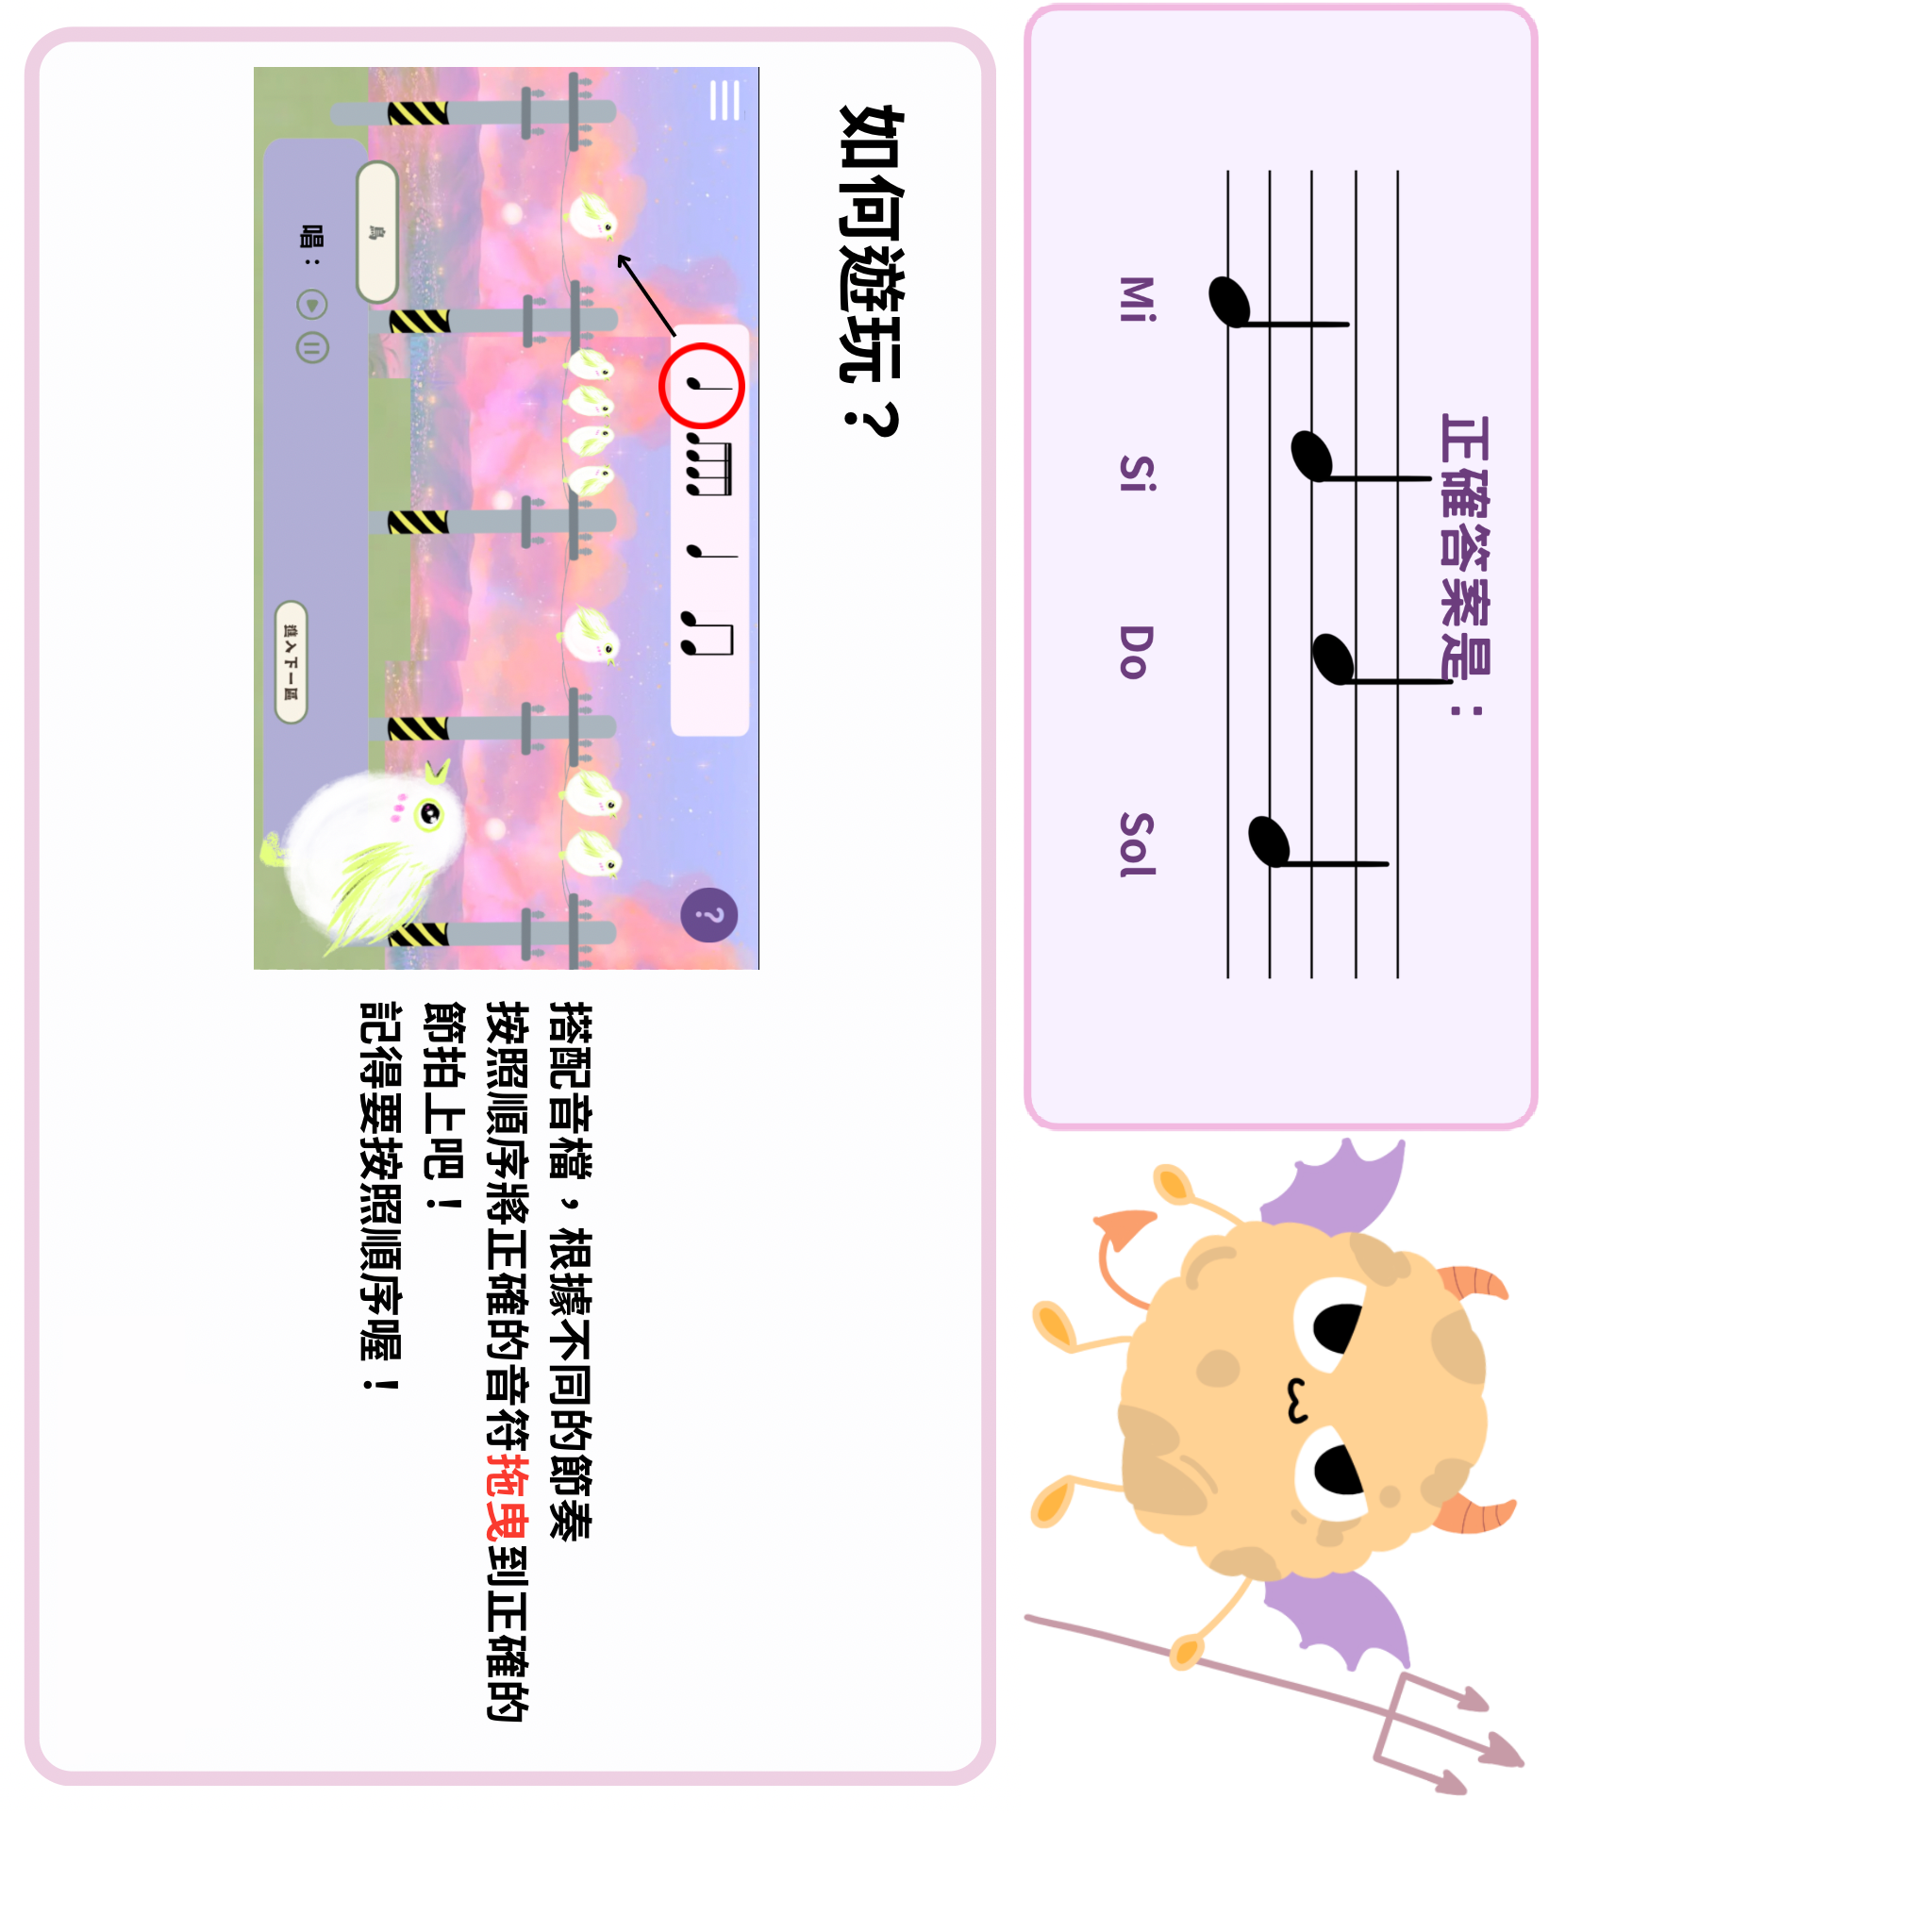 正確答案是：
Mi Si Do Sol
如何遊玩？
?
鳥
唱：
進入下一區
搭配音檔，根據不同的節奏
按照順序將正確的音符拖曳到正確的
節拍上吧！
記得要按照順序喔！